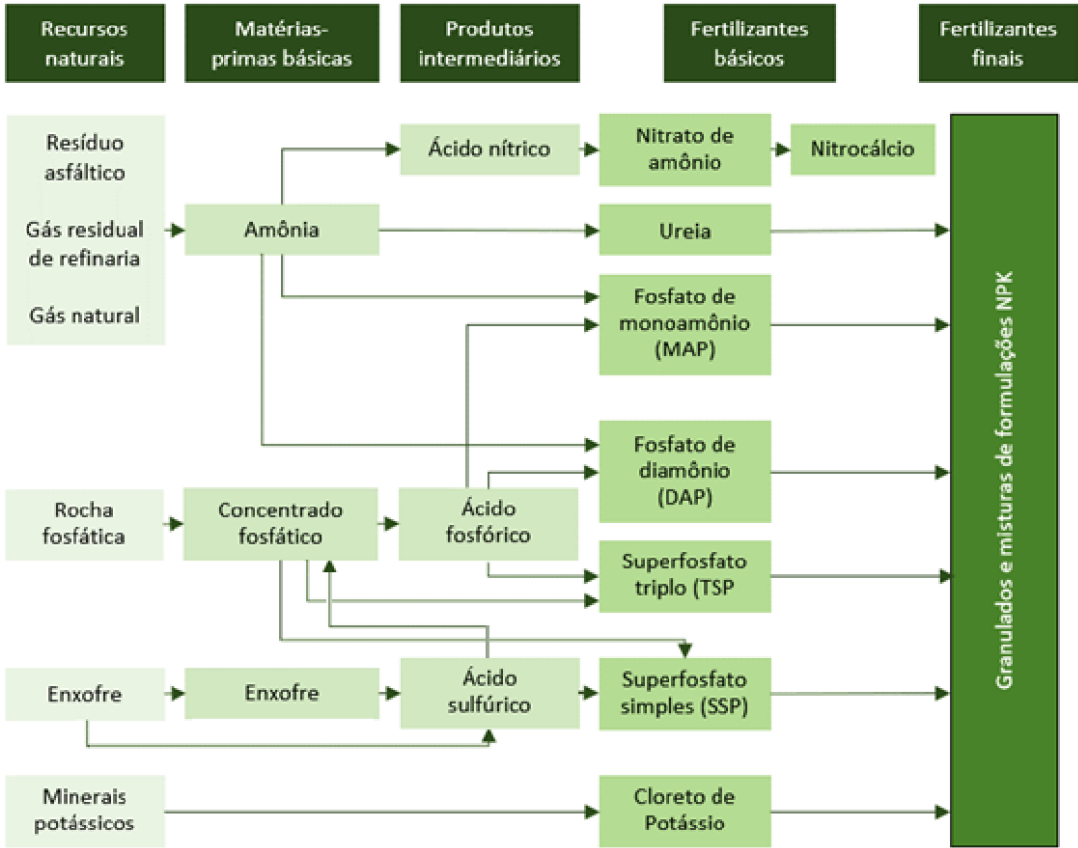 Recursos
naturais
Matérias-
primas básicas
Produtos
intermediários
Fertilizantes
básicos
Fertilizantes
finais
Resíduo
asfáltico
Gás residual
de refinaria
Gás natural
Amônia
Ácido nítrico
Nitrato de
amônio
Nitrocálcio
Ureia
Fosfato de
monoamônio
(MAP)
Fosfato de
diamônio
(DAP)
Rocha
fosfática
Concentrado
fosfático
Ácido
fosfórico
Superfosfato
triplo (TSP
Enxofre
Enxofre
Ácido
sulfúrico
Superfosfato
simples (SSP)
Minerais
potássicos
Cloreto de
Potássio
Granulados e misturas de formulações NPK